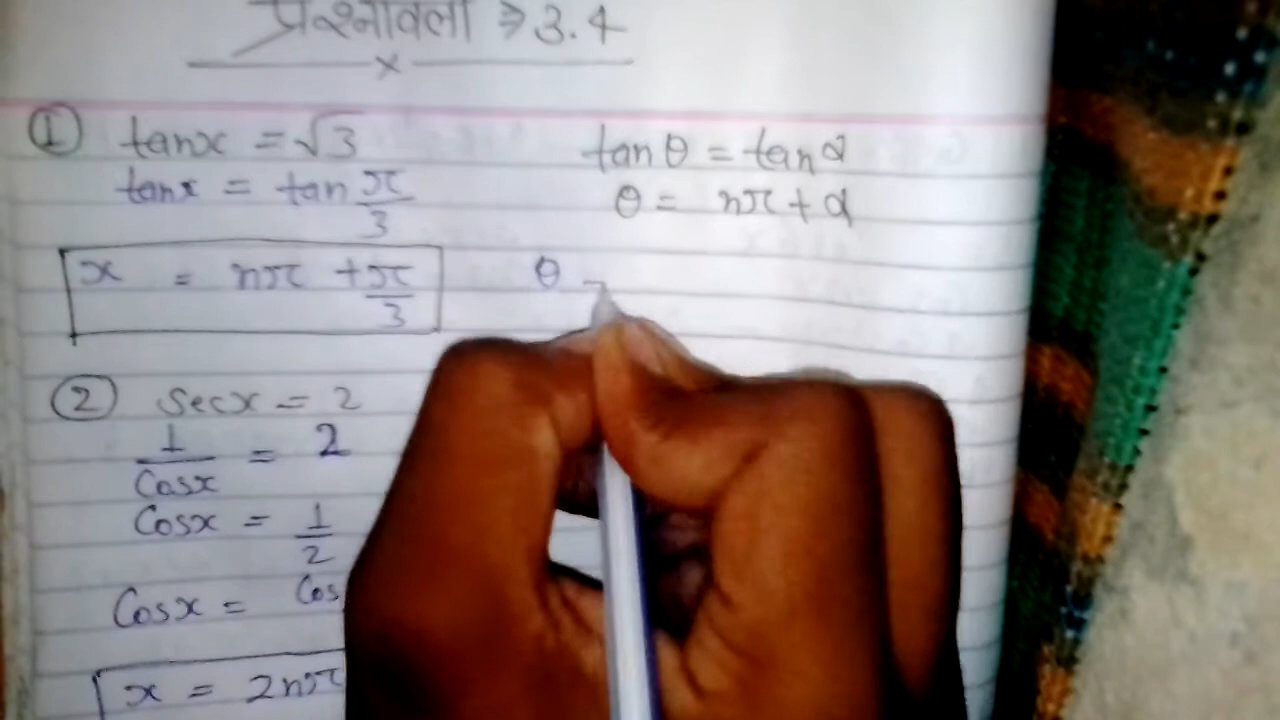 प्रश्नावली ⇒ 3.4
① tanx = √3
tanx = tan π/3
x = nπ + π/3
tanθ = tanα
θ = nπ + α
θ
② secx = 2
1/Cosx = 2
Cosx = 1/2
Cosx = Cos
x = 2nπ